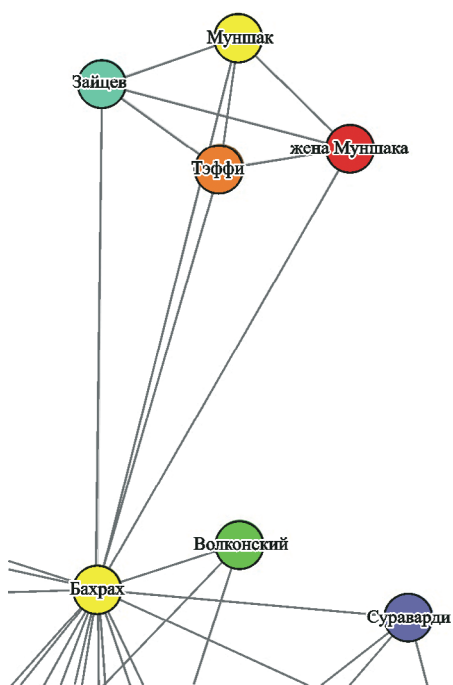 Муншак
Зайцев
жена Муншака
Тэффи
Волконский
Бахрах
Сураварди